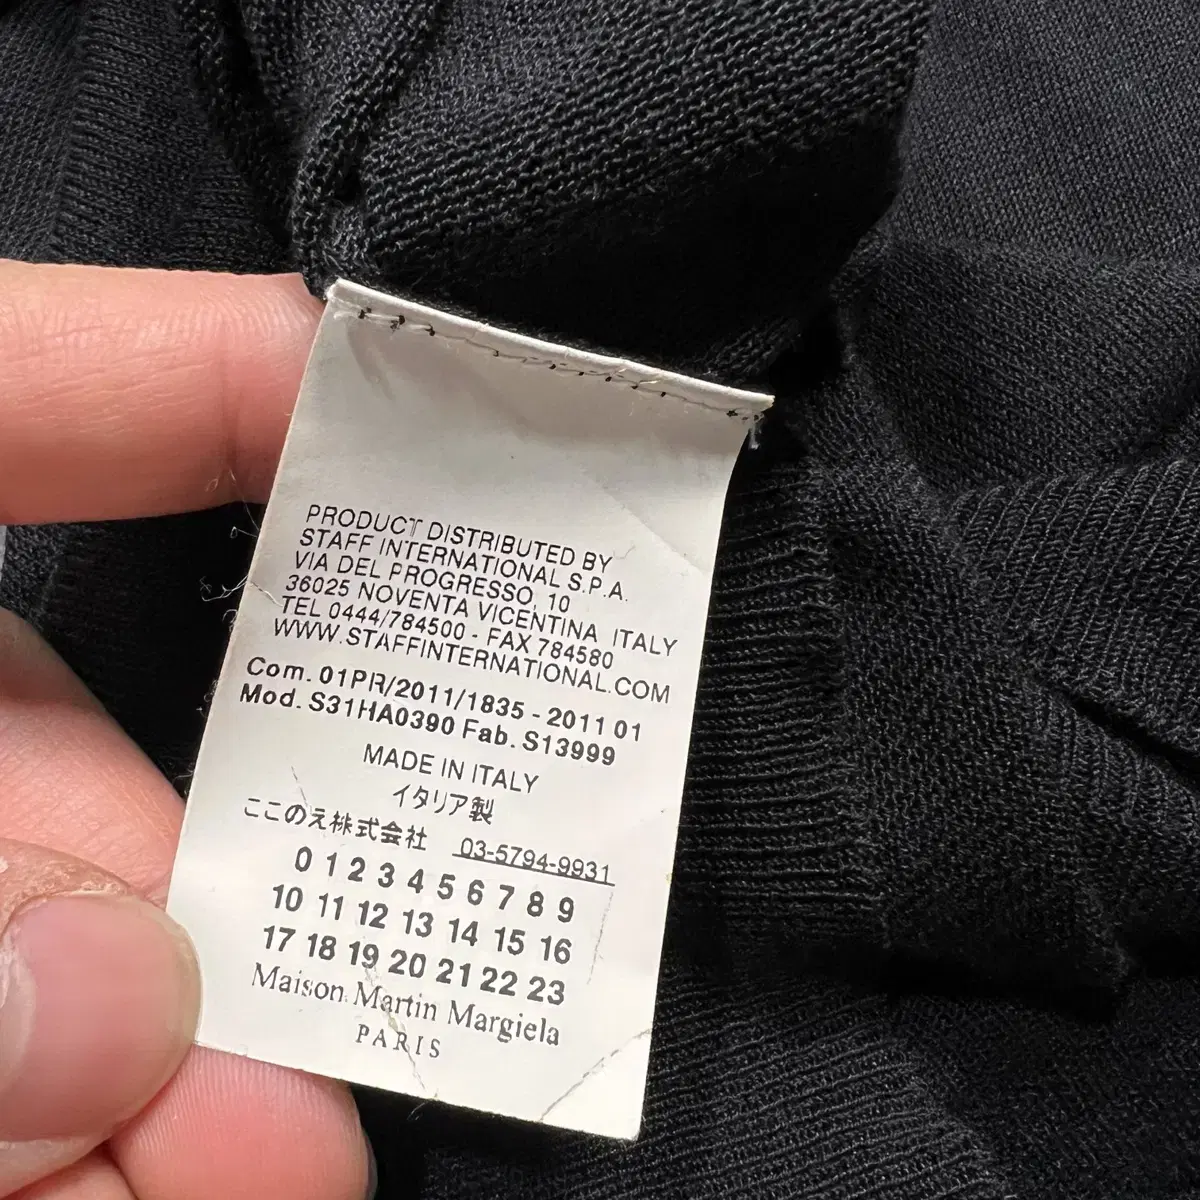 PRODUCT DISTRIBUTED BY
STAFF INTERNATIONAL S.P.A.
VIA DEL PROGRESSO, 10
36025 NOVENTA VICENTINA ITALY
TEL 0444/784500 - FAX 784580
WWW.STAFFINTERNATIONAL.COM
Com. 01PR/2011/1835 - 2011 01
Mod. S31HA0390 Fab. S13999
MADE IN ITALY
イタリア製
ここのえ株式会社 03-5794-9931
0 1 2 3 4 5 6 7 8 9
10 11 12 13 14 15 16
17 18 19 20 21 22 23
Maison Martin Margiela
PARIS